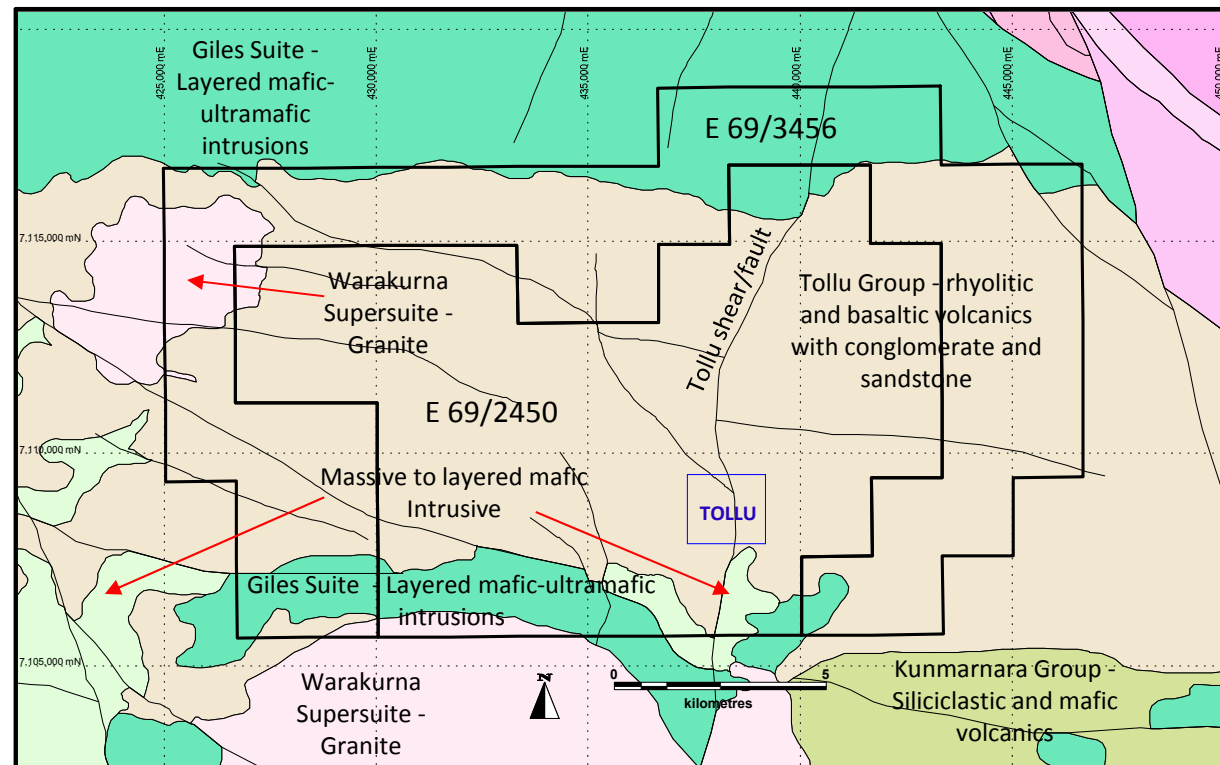 Giles Suite -
Layered mafic-
ultramafic
intrusions
425,000 mE
430,000 mE
435,000 mE
440,000 mE
445,000 mE
E 69/3456
7,115,000 mN
Warakurna
Supersuite -
Granite
Tollu shear/fault
Tollu Group - rhyolitic
and basaltic volcanics
with conglomerate and
sandstone
E 69/2450
7,110,000 mN
Massive to layered mafic
Intrusive
TOLLU
Giles Suite - Layered mafic-ultramafic
intrusions
7,105,000 mN
Warakurna
Supersuite -
Granite
N
0 5
kilometres
Kunmarnara Group -
Siliciclastic and mafic
volcanics